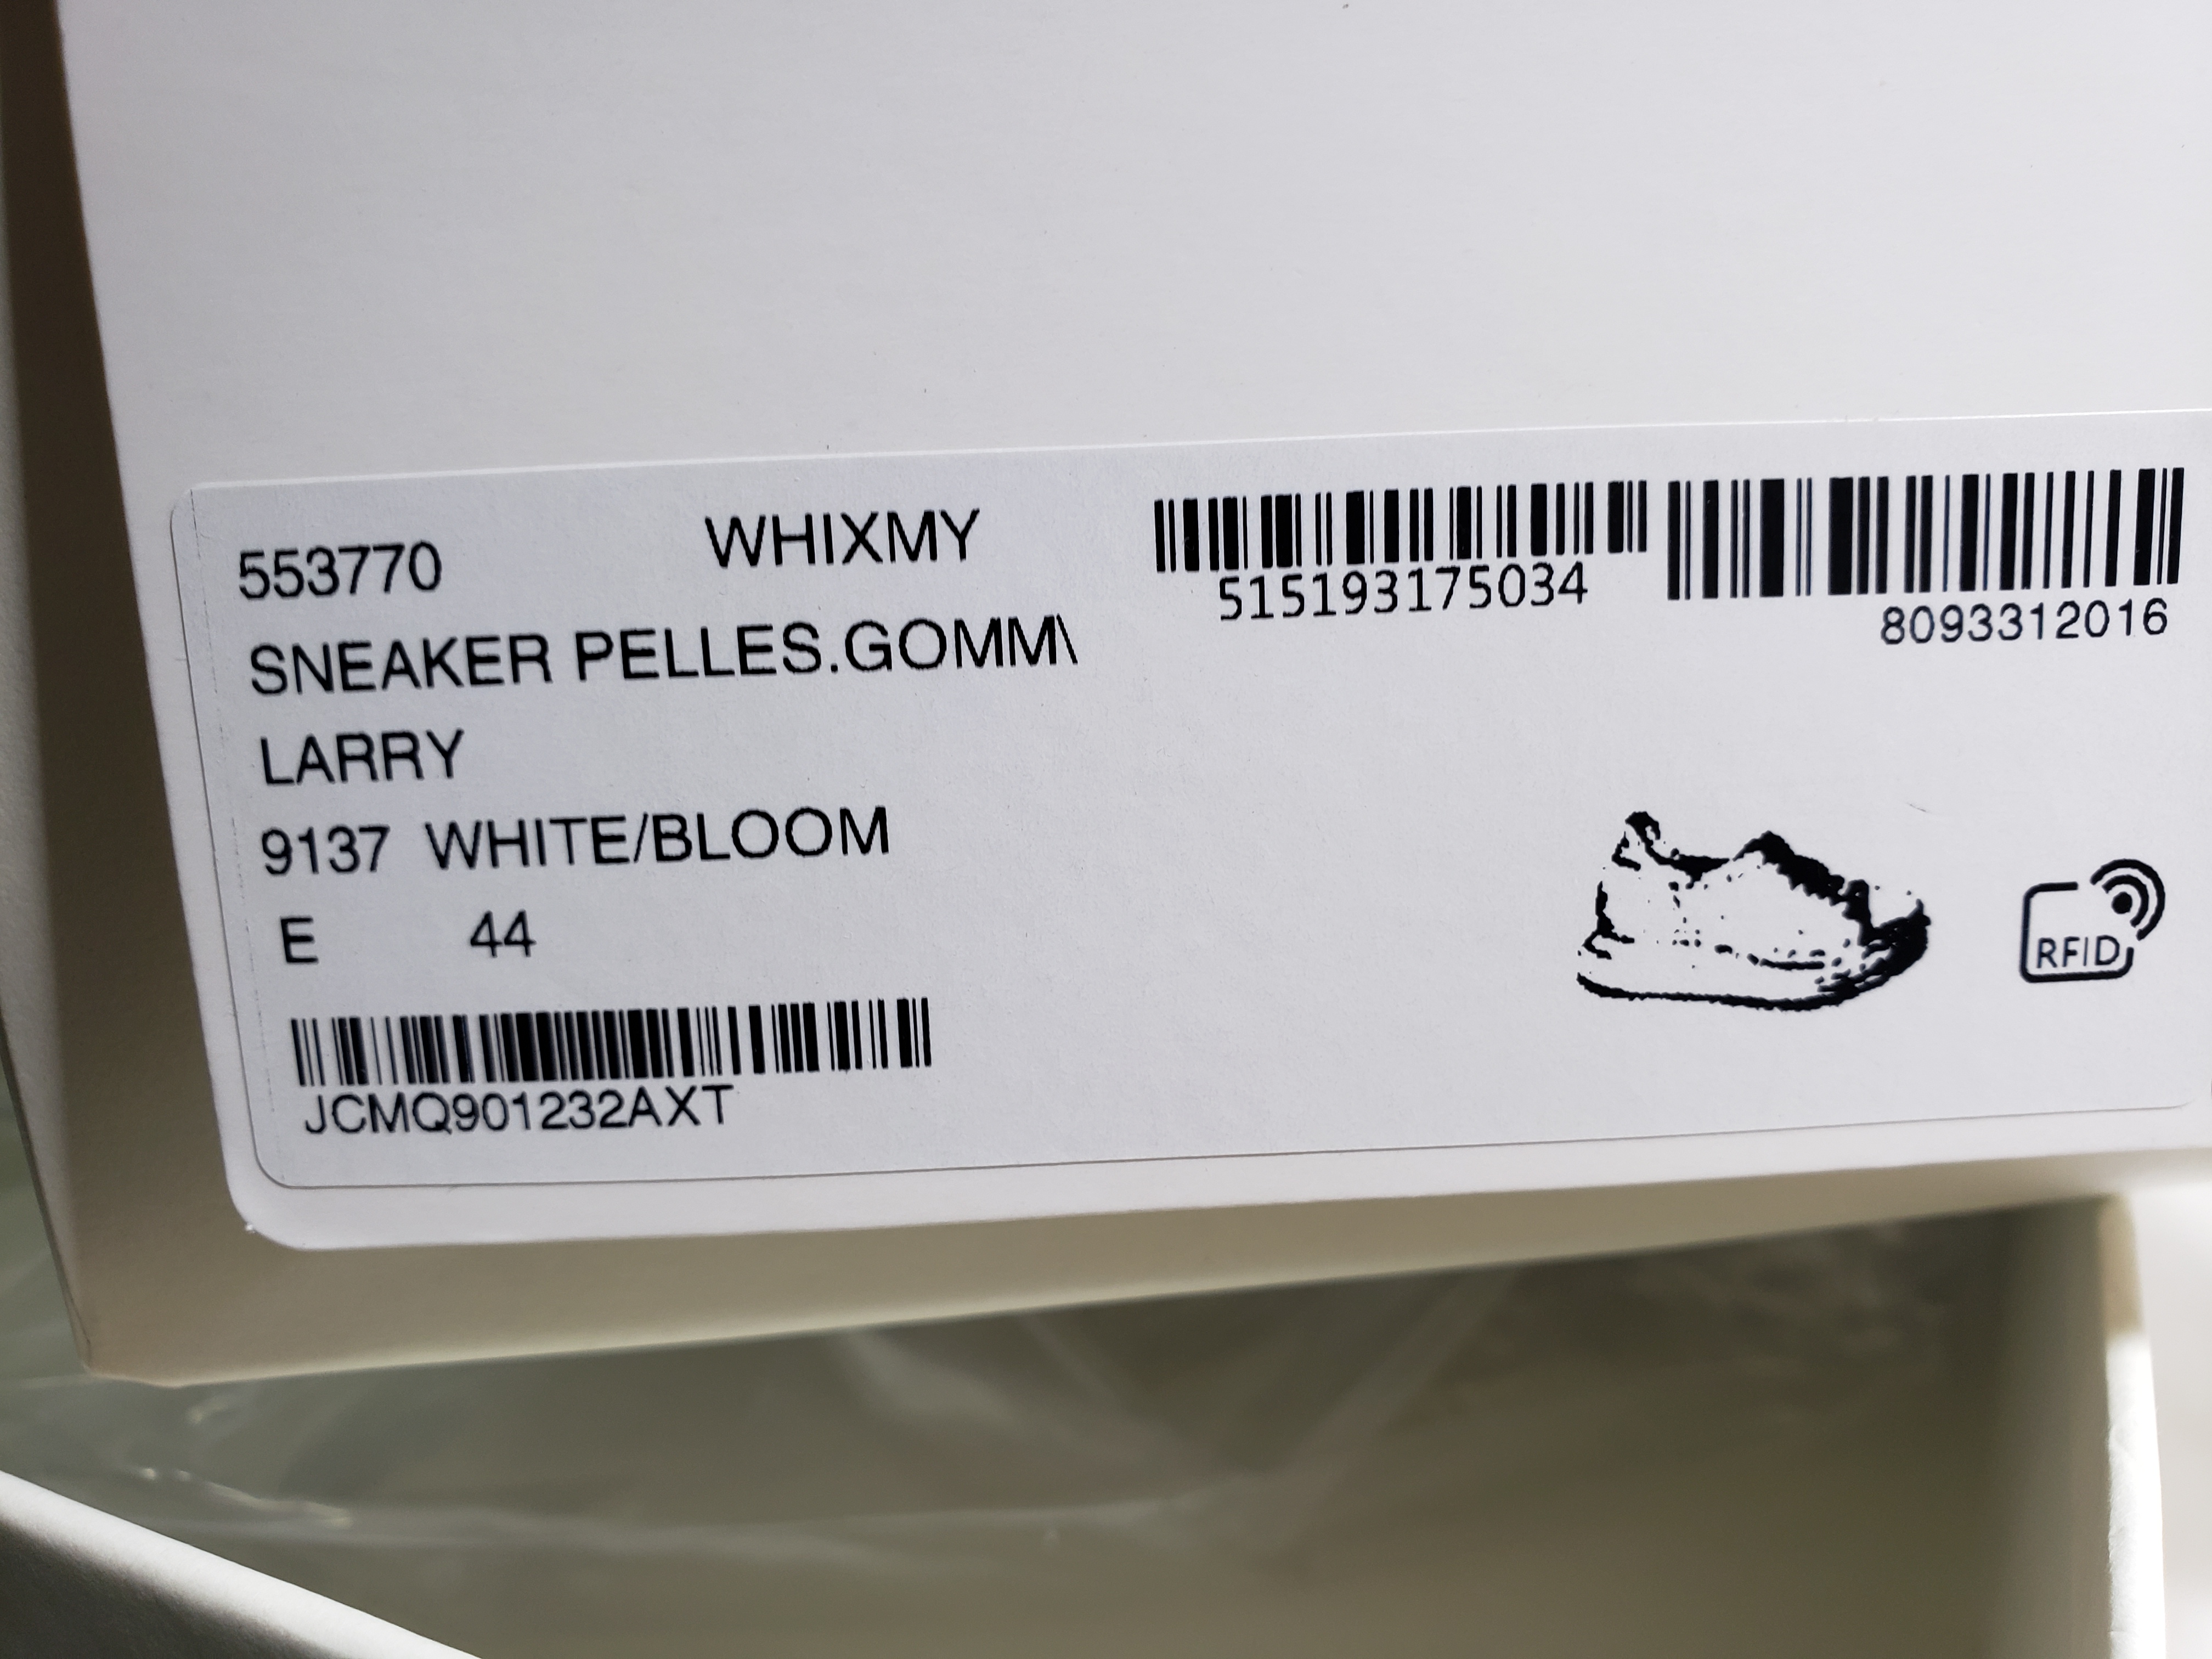 553770 WHIXMY
SNEAKER PELLES.GOMM\
LARRY
9137 WHITE/BLOOM
E 44
JCMQ901232AXT
515193175034
8093312016
RFID